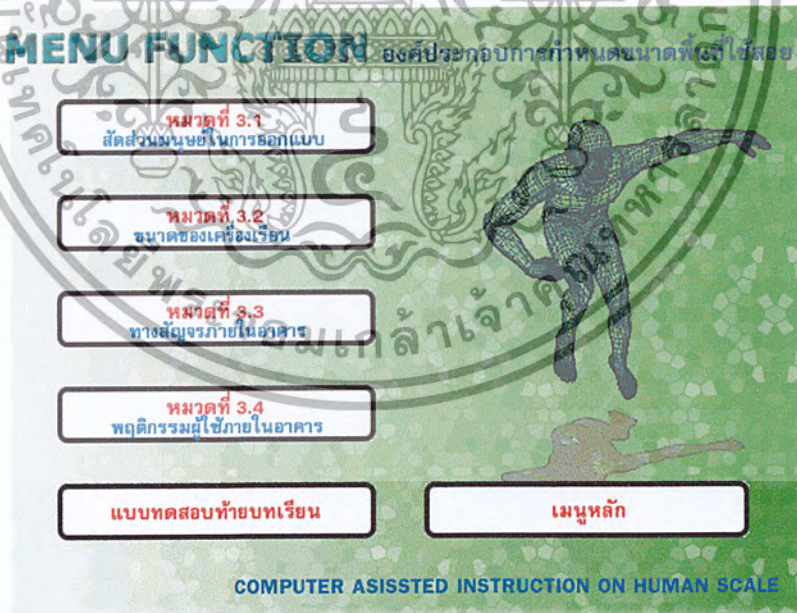 MENU FUNCTION องค์ประกอบการกำหนดขนาดพื้นที่ใช้สอย
หมวดที่ 3.1
สัดส่วนมนุษย์ในการออกแบบ
หมวดที่ 3.2
ขนาดของเครื่องเรือน
หมวดที่ 3.3
ทางสัญจรภายในอาคาร
หมวดที่ 3.4
พฤติกรรมผู้ใช้ภายในอาคาร
แบบทดสอบท้ายบทเรียน
เมนูหลัก
COMPUTER ASISSTED INSTRUCTION ON HUMAN SCALE